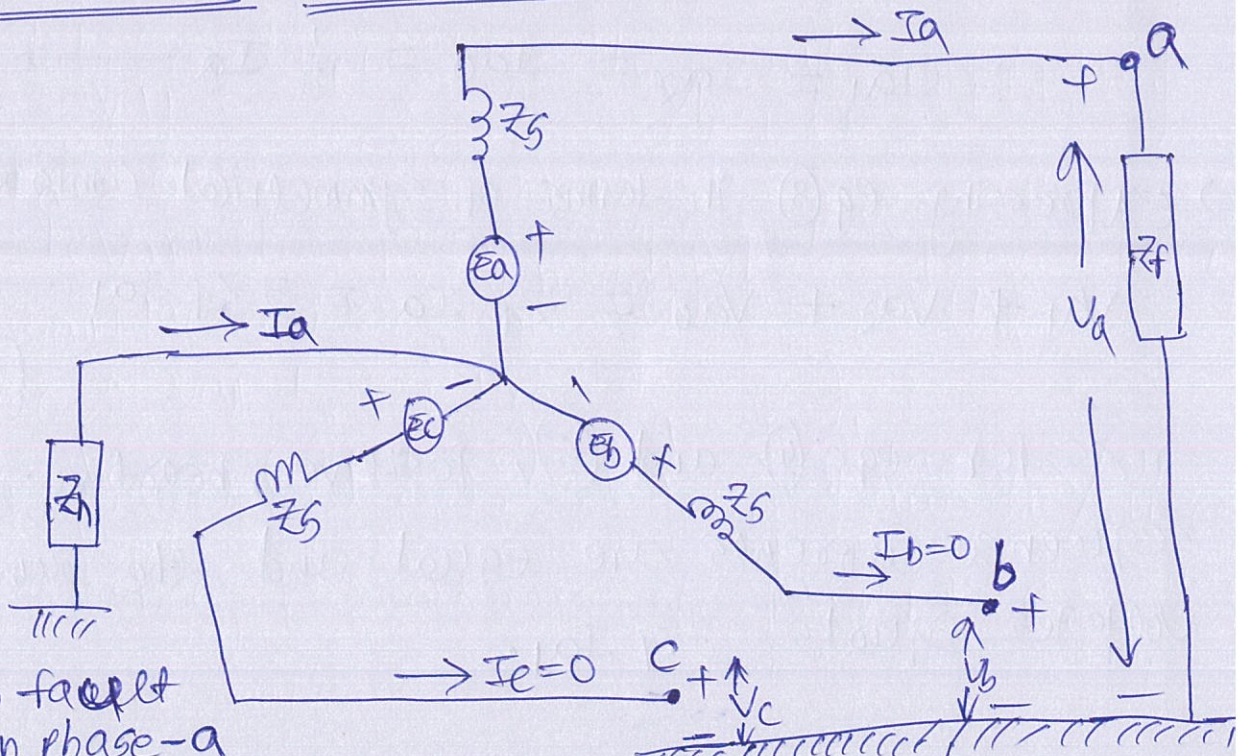 Ia
a
+
ZS
Zf
Ea
+
−
Va
Ia
+
−
Ec
Eb
+
Zn
ZS
ZS
Ib=0
b
+
Ic=0
c
+
Vb
−
Vc
−
−
fault
phase-a